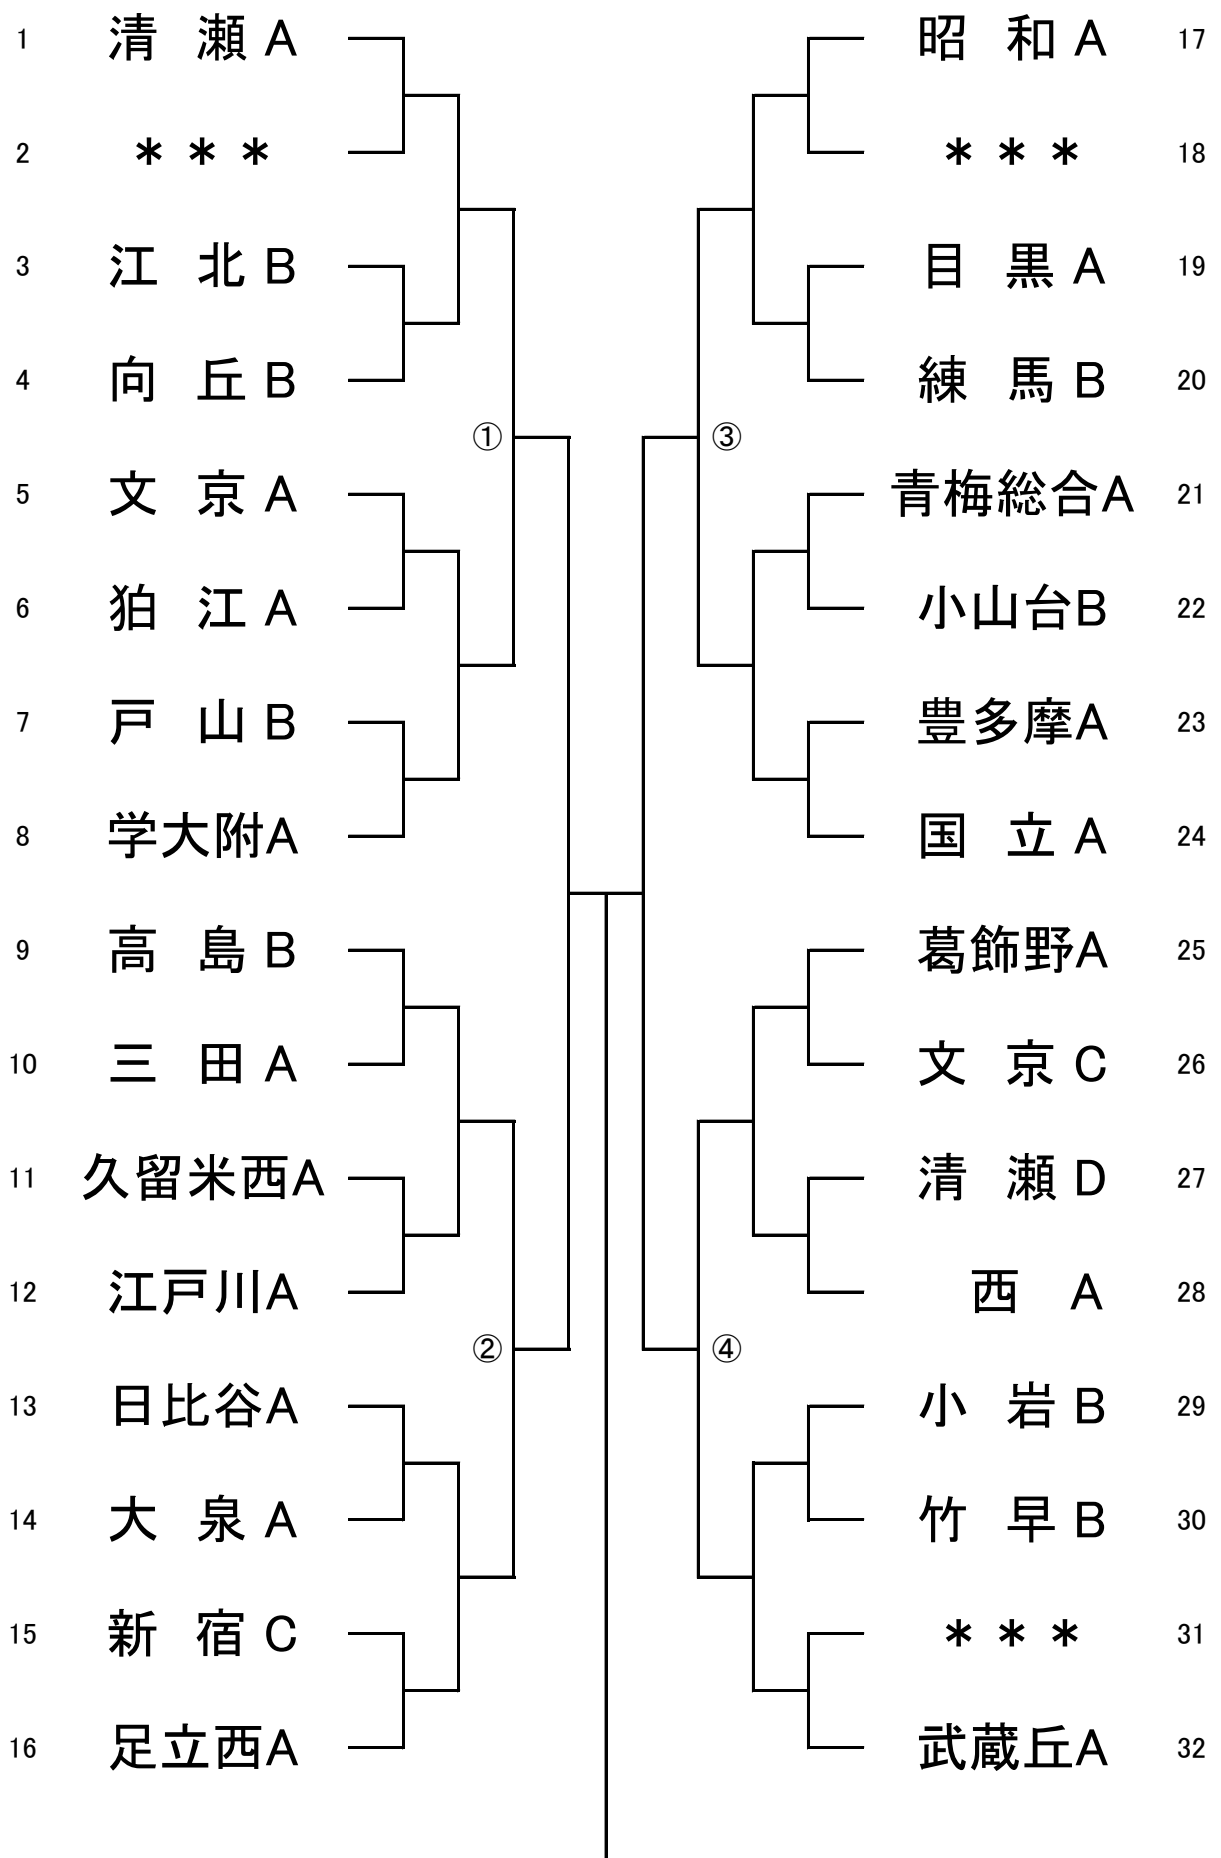 1 清 瀬 A
2 * * *
3 江 北 B
4 向 丘 B
①
5 文 京 A
6 狛 江 A
7 戸 山 B
8 学大附A
9 高 島 B
10 三 田 A
11 久留米西A
12 江戸川A
②
13 日比谷A
14 大 泉 A
15 新 宿 C
16 足立西A
昭 和 A 17
* * * 18
目 黒 A 19
練 馬 B 20
③
青梅総合A 21
小山台B 22
豊多摩A 23
国 立 A 24
葛飾野A 25
文 京 C 26
清 瀬 D 27
西 A 28
④
小 岩 B 29
竹 早 B 30
* * * 31
武蔵丘A 32